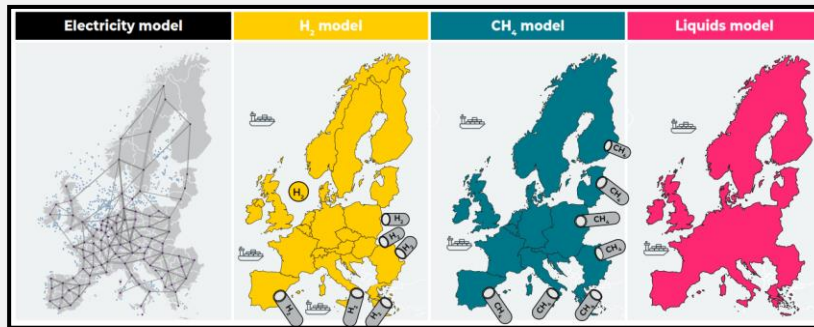 Electricity model
H₂ model
CH₄ model
Liquids model
H₂
H₂
H₂
H₂
H₂
H₂
H₂
CH₄
CH₄
CH₄
CH₄
CH₄
CH₄
CH₄